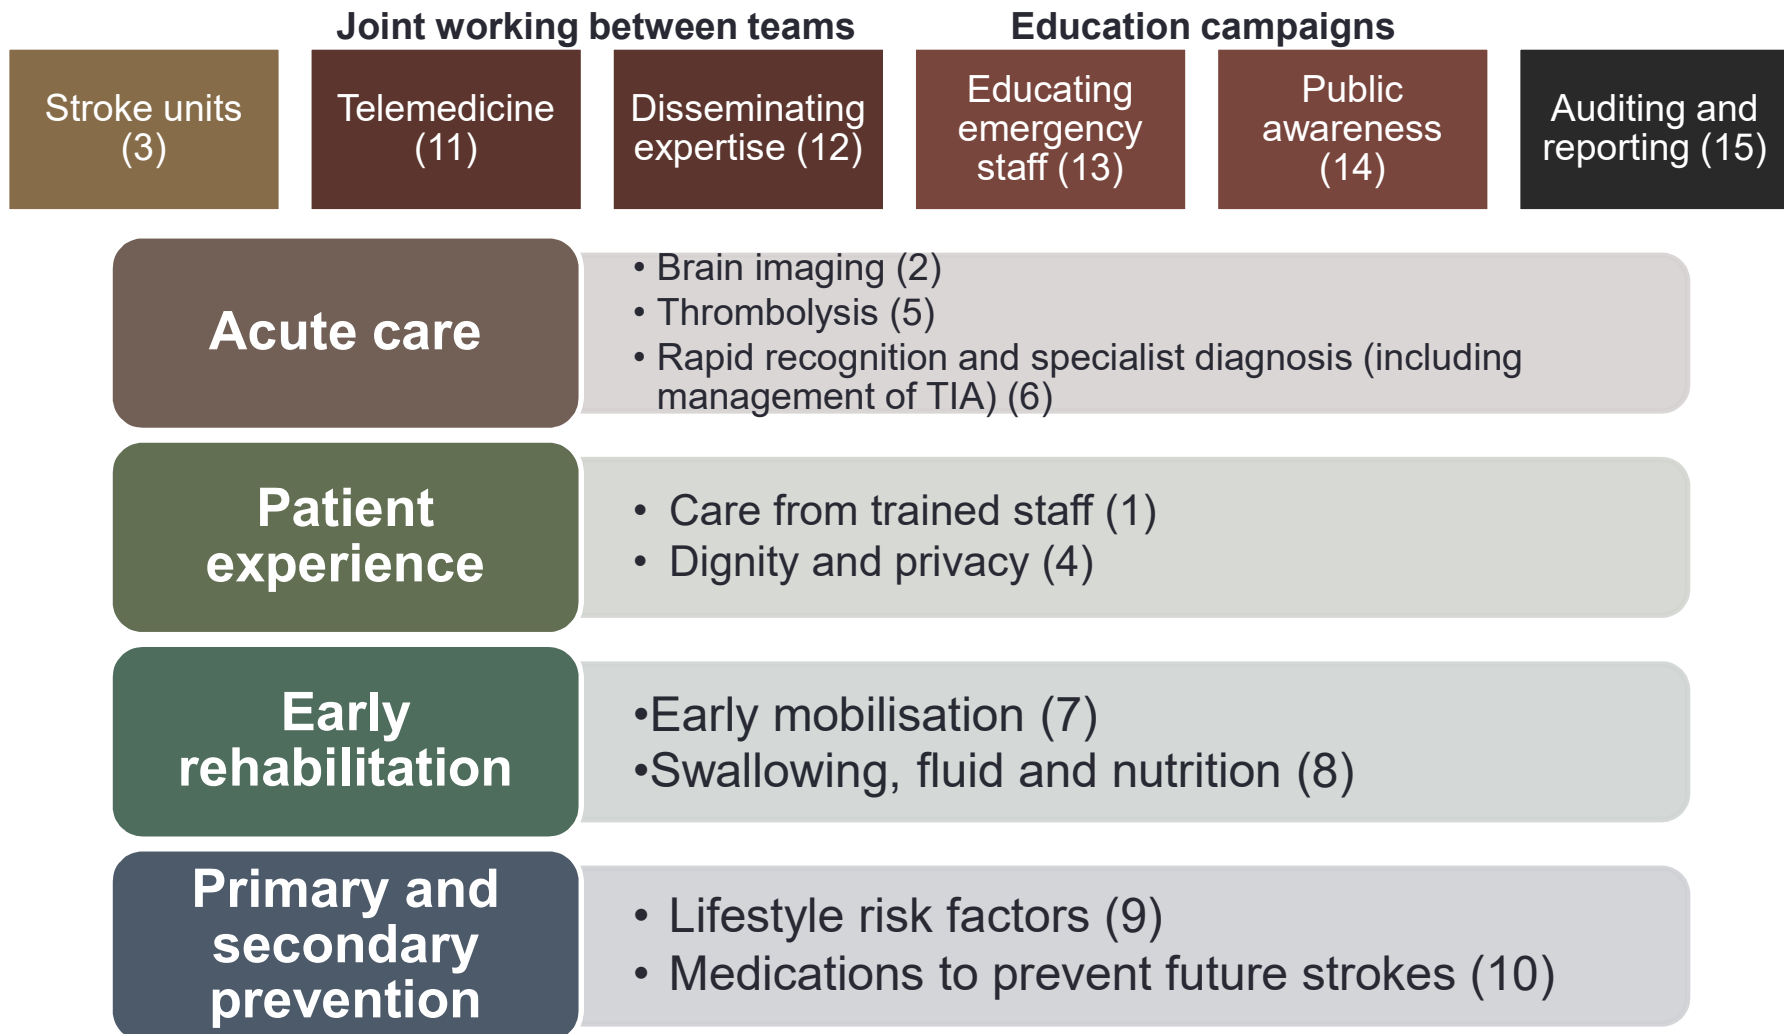 Joint working between teams
Education campaigns
Stroke units
(3)
Telemedicine
(11)
Disseminating
expertise (12)
Educating
emergency
staff (13)
Public
awareness
(14)
Auditing and
reporting (15)
Acute care
• Brain imaging (2)
• Thrombolysis (5)
• Rapid recognition and specialist diagnosis (including
management of TIA) (6)
Patient
experience
• Care from trained staff (1)
• Dignity and privacy (4)
Early
rehabilitation
•Early mobilisation (7)
•Swallowing, fluid and nutrition (8)
Primary and
secondary
prevention
• Lifestyle risk factors (9)
• Medications to prevent future strokes (10)